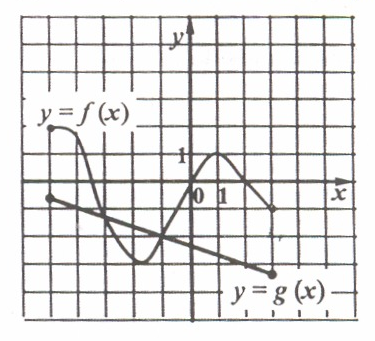 y
y = f (x)
1
0 1 x
y = g (x)